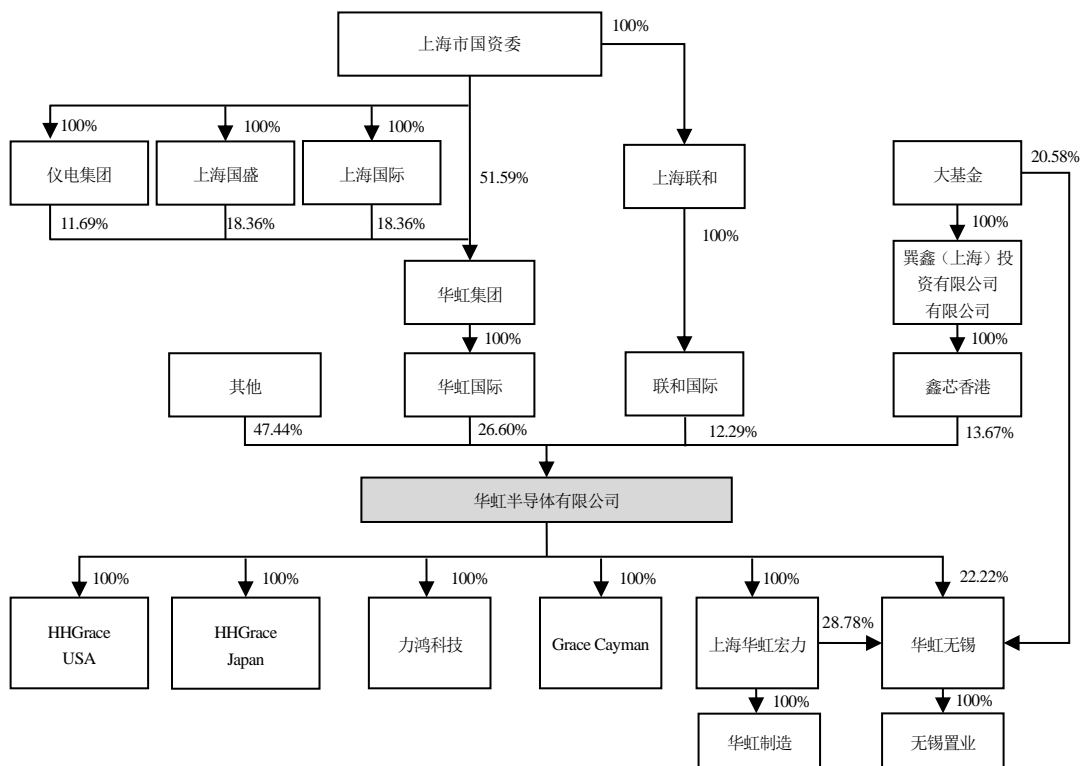 上海市国资委
100%
100%
100%
100%
仪电集团
上海国盛
上海国际
51.59%
上海联和
大基金
20.58%
11.69%
18.36%
18.36%
100%
100%
华虹集团
巽鑫（上海）投
资有限公司
有限公司
100%
100%
其他
华虹国际
联和国际
鑫芯香港
47.44%
26.60%
12.29%
13.67%
华虹半导体有限公司
100%
100%
100%
100%
100%
22.22%
HHGrace
USA
HHGrace
Japan
力鸿科技
Grace Cayman
上海华虹宏力
28.78%
华虹无锡
100%
100%
华虹制造
无锡置业